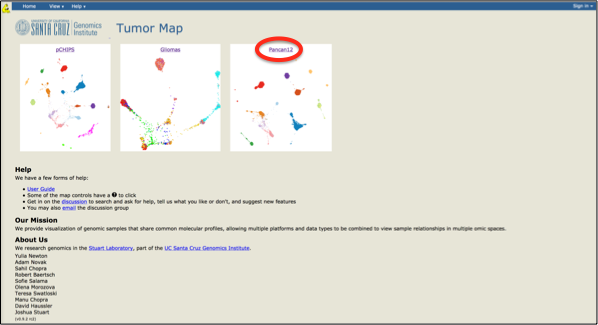 Home View ▾ Help ▾ Sign in ▾
UNIVERSITY OF CALIFORNIA
SANTA CRUZ Genomics Institute
Tumor Map
pCHIPS Gliomas Pancan12
Help
We have a few forms of help:
• User Guide
• Some of the map controls have a ? to click
• Get in on the discussion to search and ask for help, tell us what you like or don't, and suggest new features
• You may also email the discussion group
Our Mission
We provide visualization of genomic samples that share common molecular profiles, allowing multiple platforms and data types to be combined to view sample relationships in multiple omic spaces.
About Us
We research genomics in the Stuart Laboratory, part of the UC Santa Cruz Genomics Institute.
Yulia Newton
Adam Novak
Sahil Chopra
Robert Baertsch
Sofie Salama
Olena Morozova
Teresa Swatloski
Manu Chopra
David Haussler
Joshua Stuart